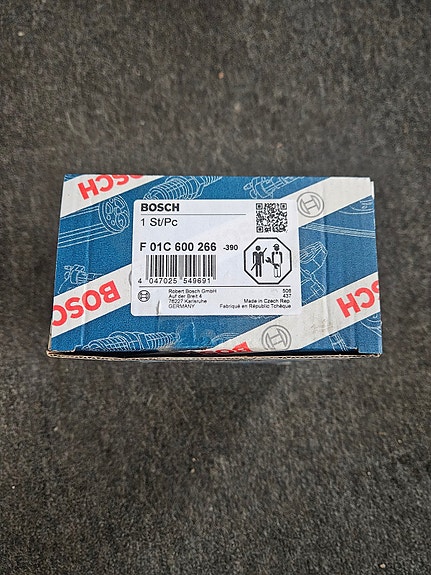 BOSCH
BOSCH
1 St/Pc
F 01C 600 266 -390
4 047025 549691
Robert Bosch GmbH
Auf der Breit 4
76227 Karlsruhe
GERMANY
508
437
Made in Czech Rep.
Fabriqué en République Tchèque
BOSCH
BOSCH
BOSC